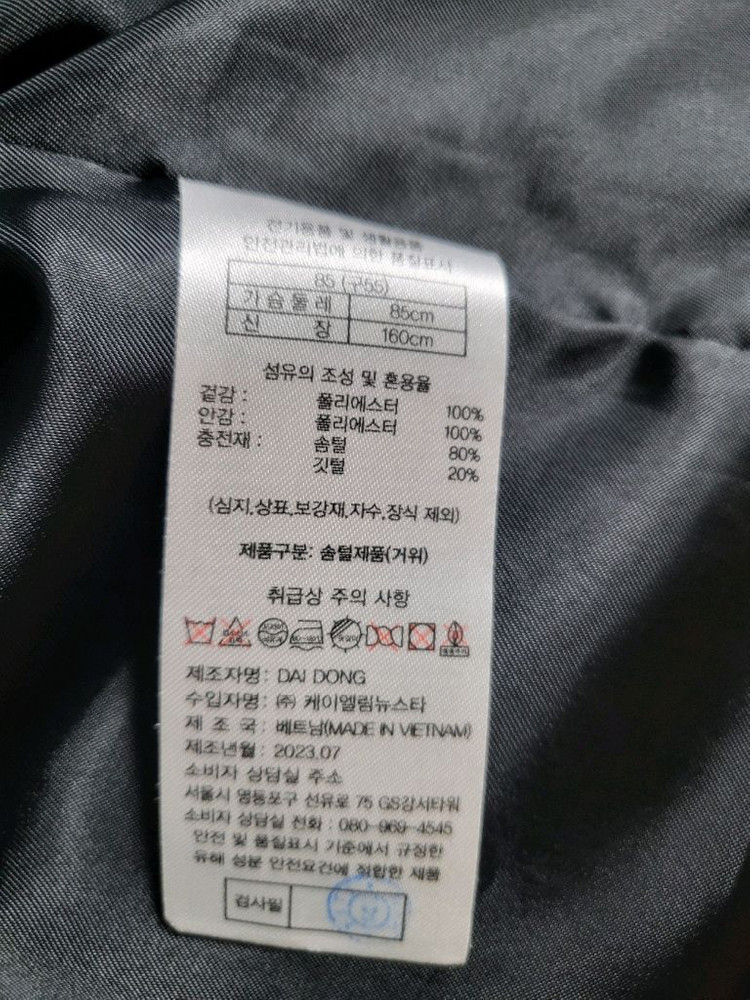 전기용품 및 생활용품
안전관리법에 의한 품질표시
85 (구55)
가슴둘레 85cm
신 장 160cm
섬유의 조성 및 혼용율
겉감 : 폴리에스터 100%
안감 : 폴리에스터 100%
충전재 : 솜털 80%
깃털 20%
(심지,상표,보강재,자수,장식 제외)
제품구분: 솜털제품(거위)
취급상 주의 사항
제조자명: DAI DONG
수입자명: ㈜ 케이엘림뉴스타
제 조 국: 베트남(MADE IN VIETNAM)
제조년월: 2023.07
소비자 상담실 주소
서울시 영등포구 선유로 75 GS강서타워
소비자 상담실 전화 : 080-969-4545
안전 및 품질표시 기준에서 규정한
유해 성분 안전요건에 적합한 제품
검사필